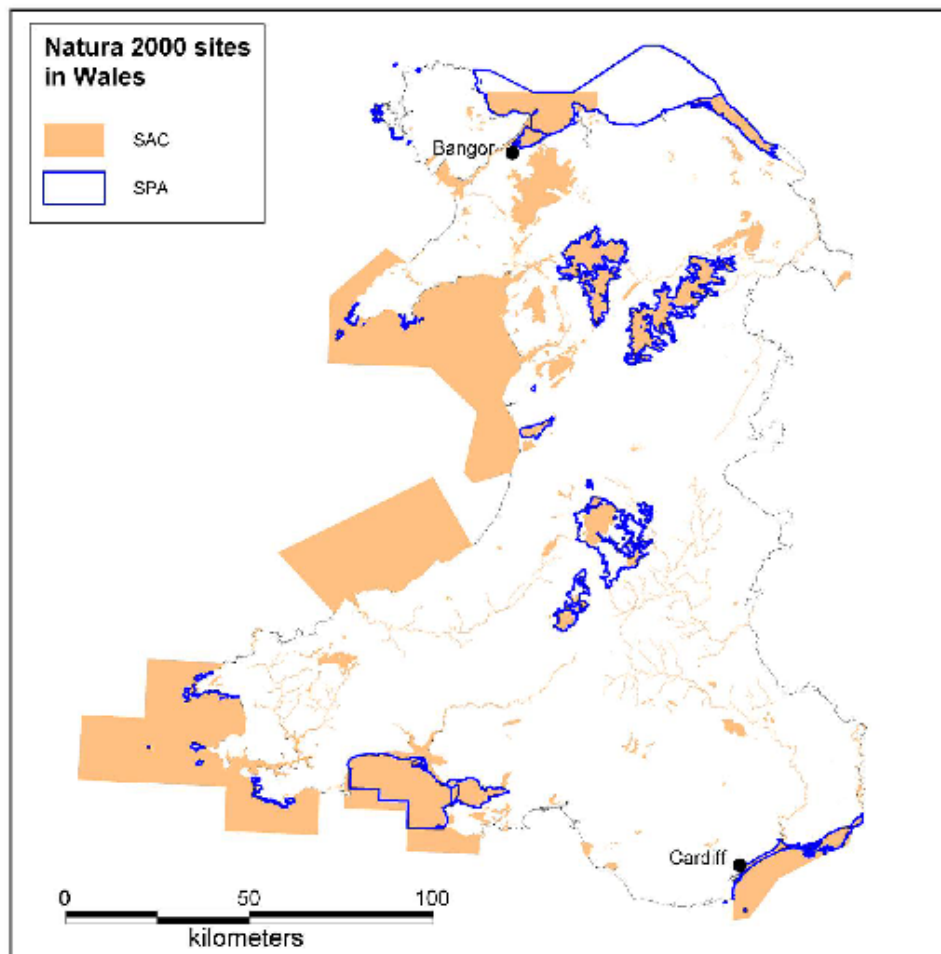 Natura 2000 sites
in Wales
SAC
SPA
Bangor
Cardiff
0 50 100
kilometers